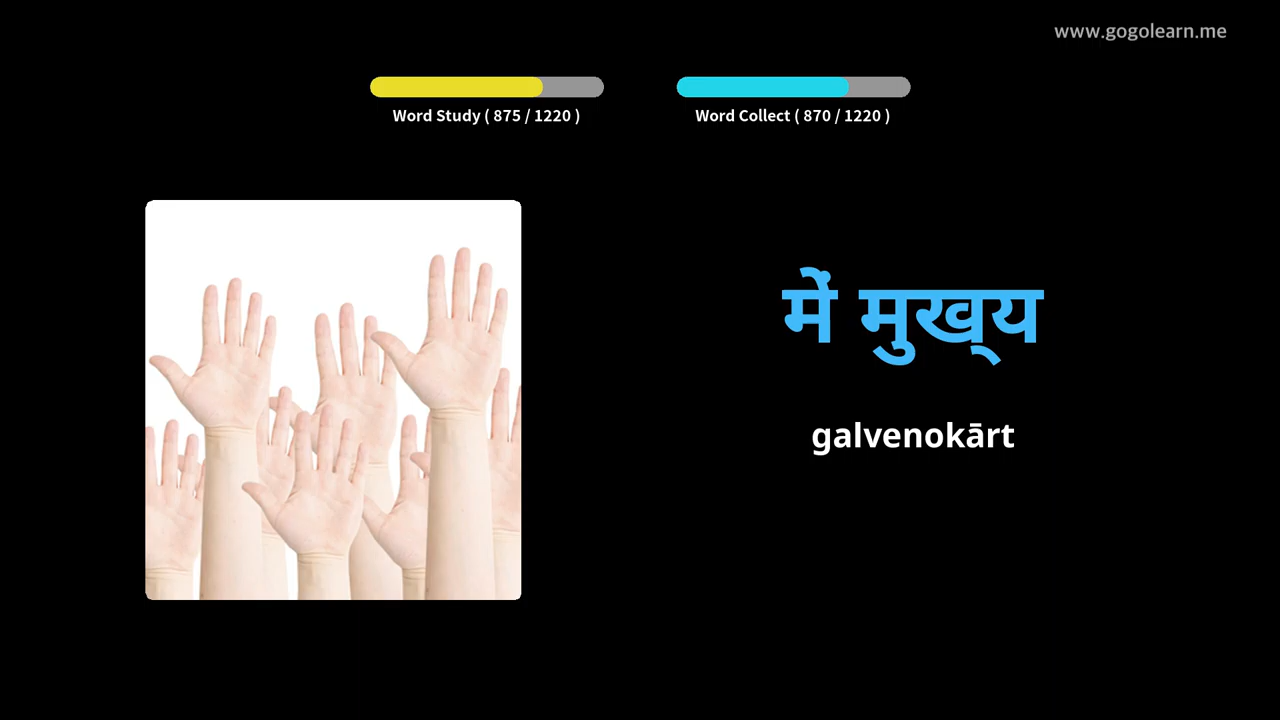 www.gogolearn.me
Word Study ( 875 / 1220 )
Word Collect ( 870 / 1220 )
में मुख्‌य
galvenokārt